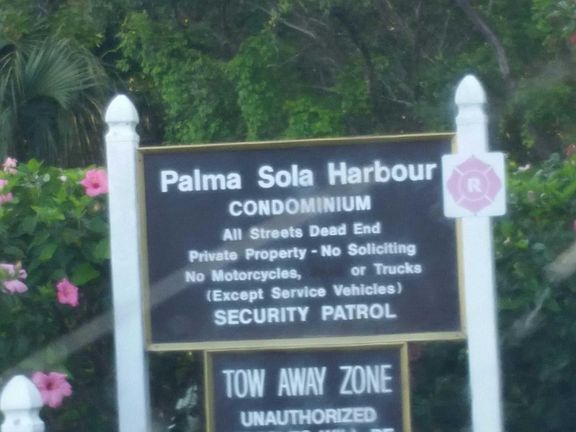 Palma Sola Harbour
CONDOMINIUM
All Streets Dead End
Private Property - No Soliciting
No Motorcycles, or Trucks
(Except Service Vehicles)
SECURITY PATROL
R
TOW AWAY ZONE
UNAUTHORIZED